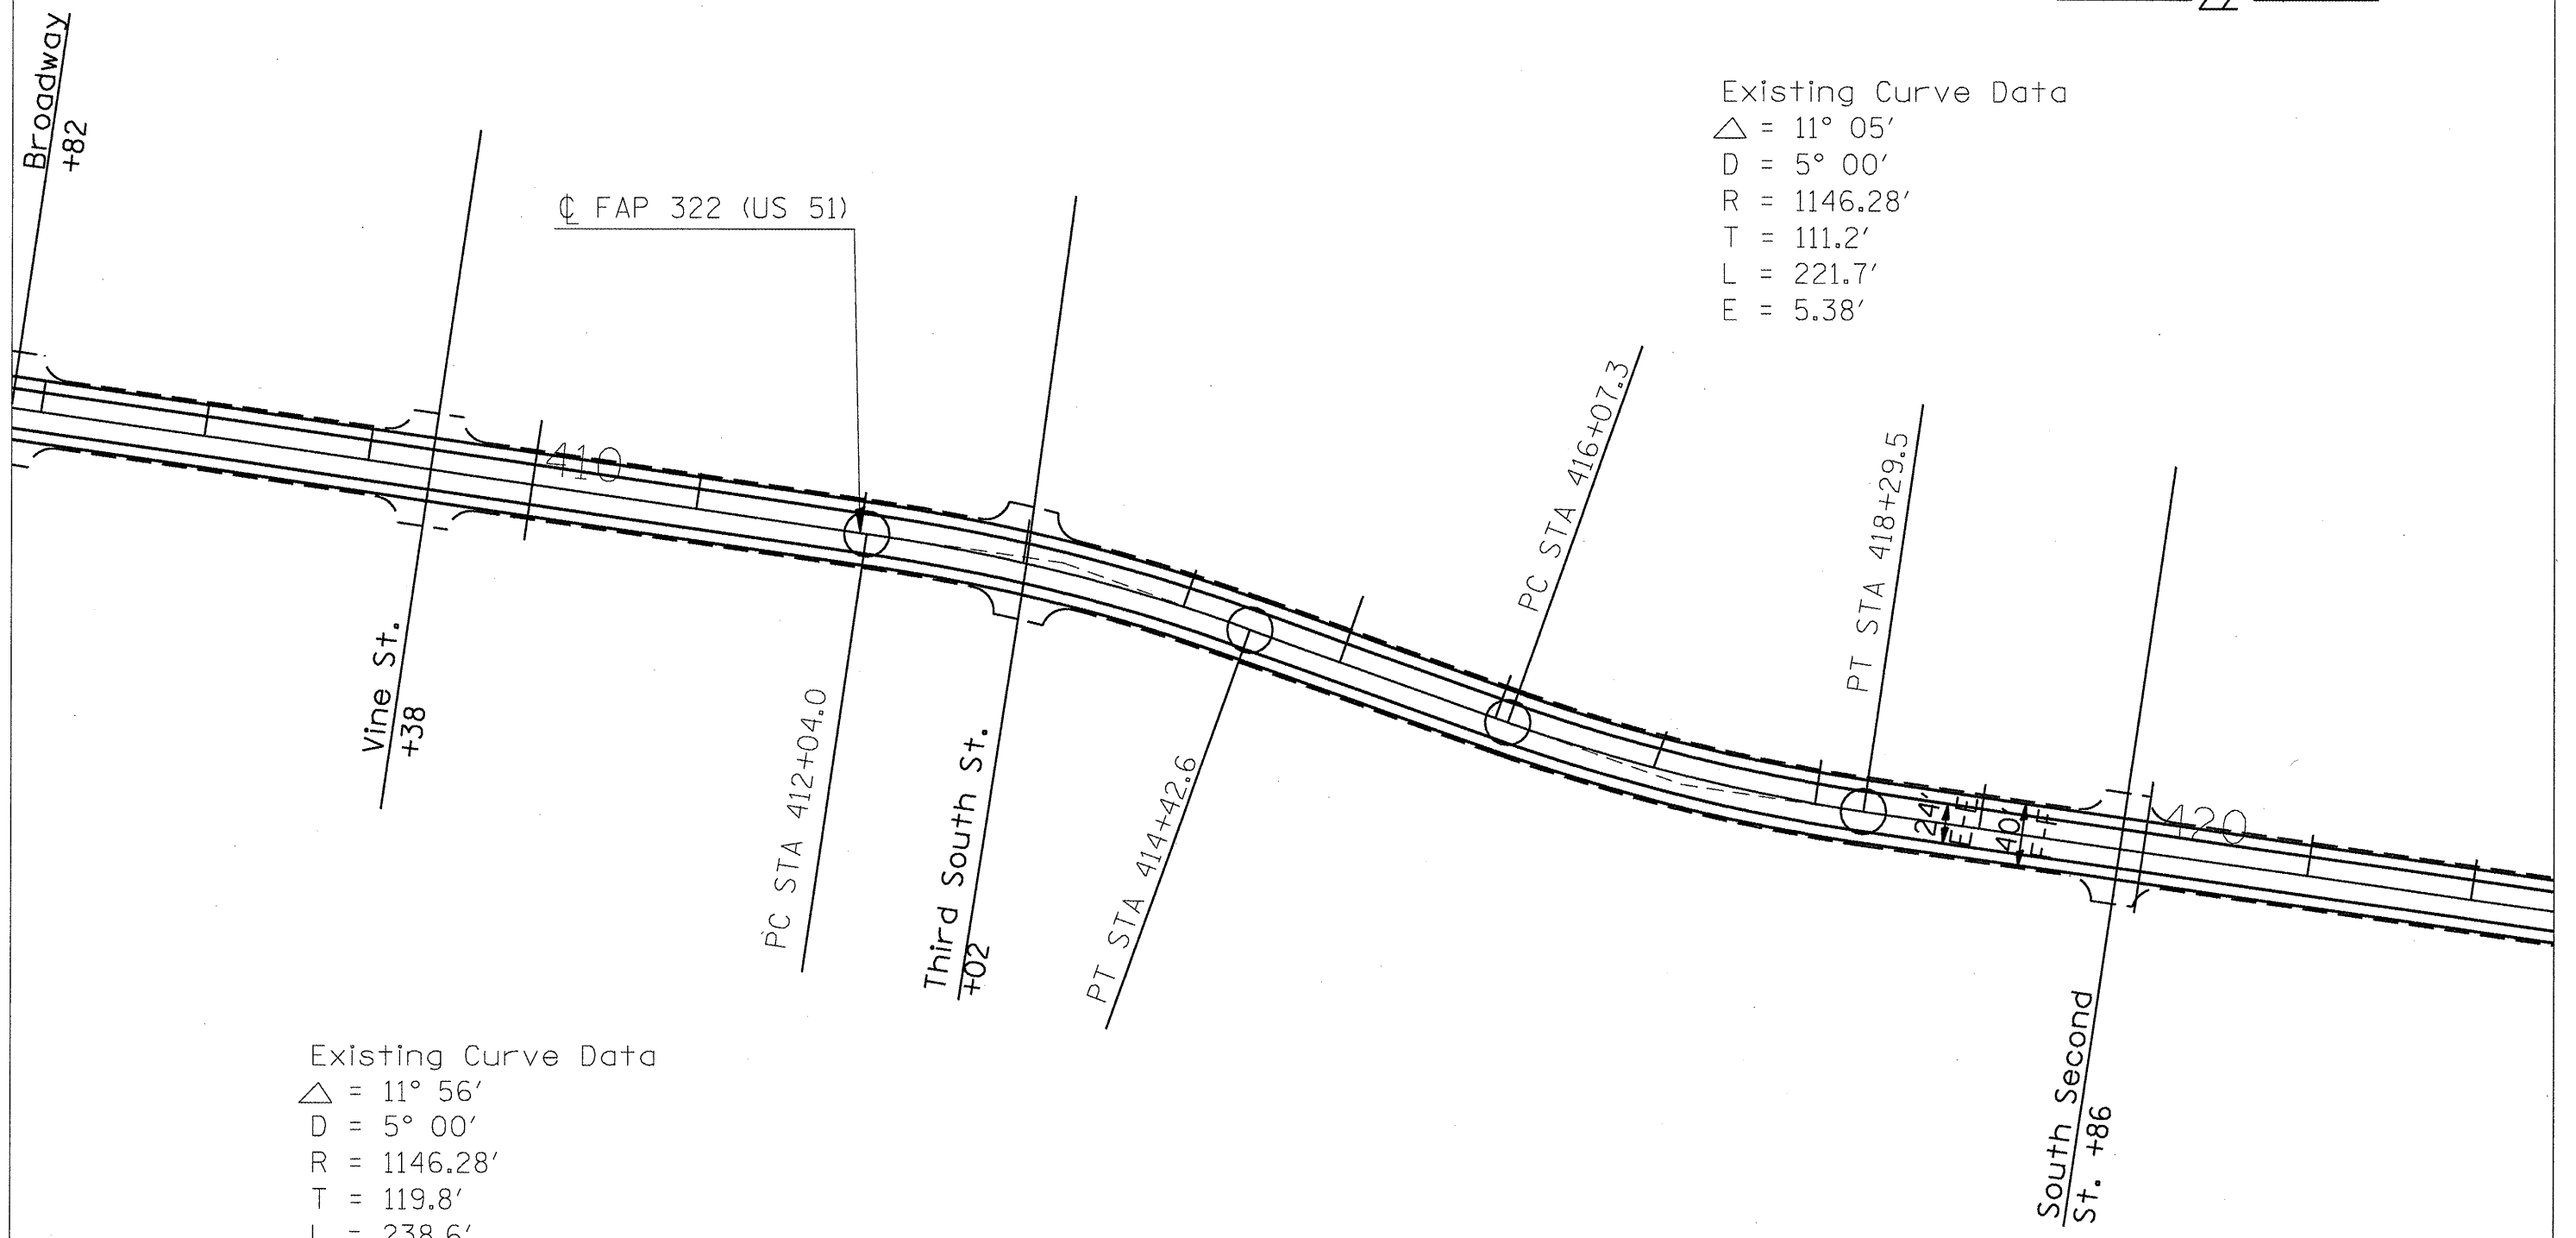 Broadway
+82
Existing Curve Data
△ = 11° 05′
D = 5° 00′
R = 1146.28′
T = 111.2′
L = 221.7′
E = 5.38′
℄ FAP 322 (US 51)
410
Vine St.
+38
PC STA 412+04.0
Third South St.
+02
PT STA 414+42.6
PC STA 416+07.3
PT STA 418+29.5
24′
E-E
40′
F-F
420
South Second
St. +86
Existing Curve Data
△ = 11° 56′
D = 5° 00′
R = 1146.28′
T = 119.8′
L = 238.6′